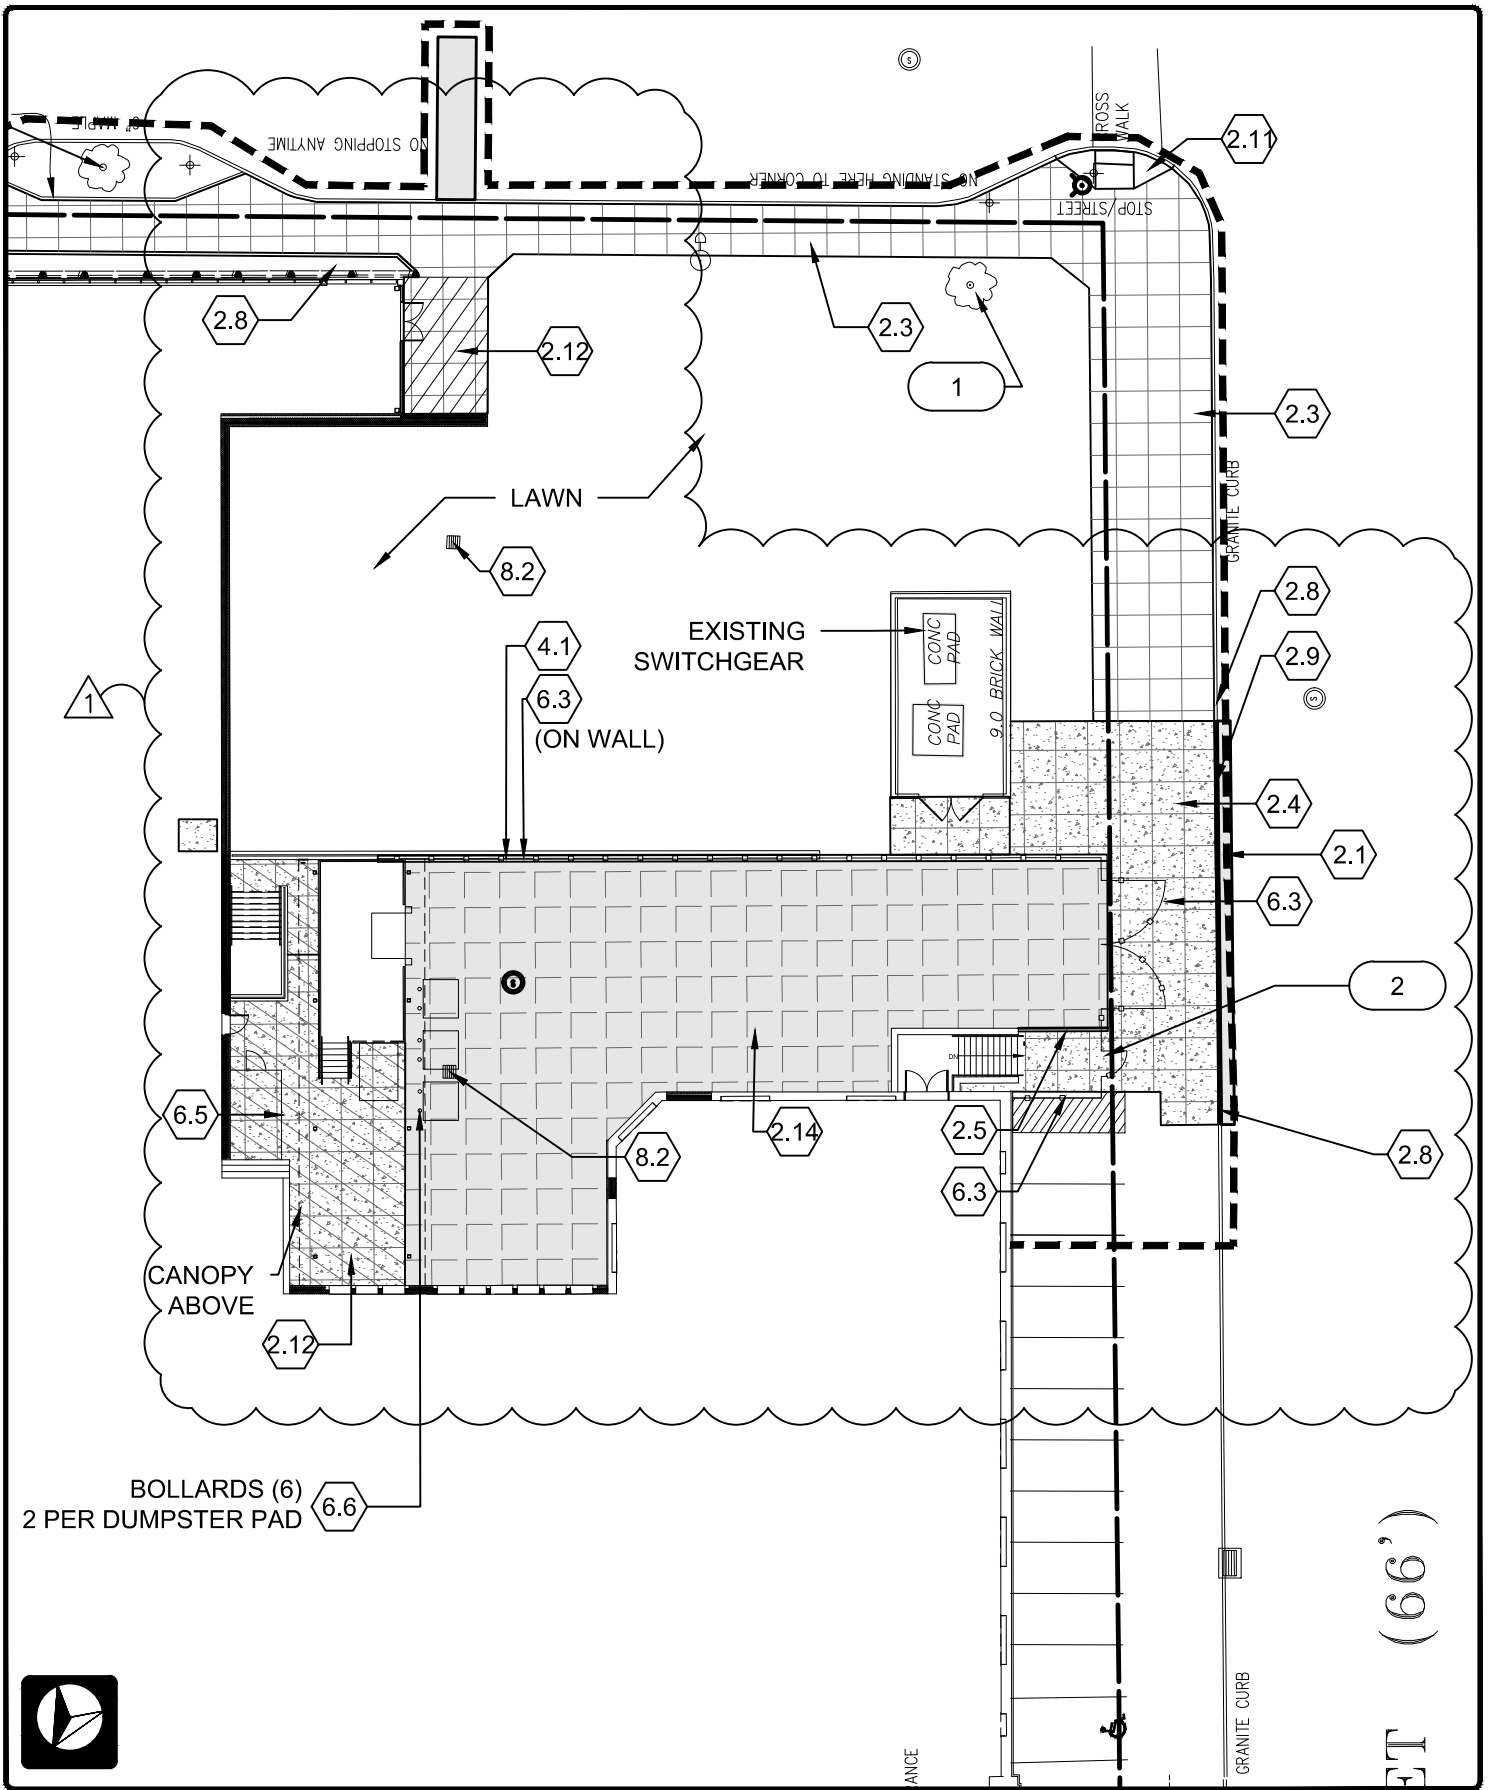 ROSS
WALK
2.11
6" MAPLE
NO STOPPING ANYTIME
NO STANDING HERE TO CORNER
STOP/STREET
2.8
2.12
2.3
1
2.3
GRANITE CURB
LAWN
8.2
2.8
EXISTING
SWITCHGEAR
CONC
PAD
CONC
PAD
9.0 BRICK WALL
4.1
2.9
6.3
(ON WALL)
1
2.4
2.1
6.3
2
DN
6.5
8.2
2.14
2.5
2.8
6.3
CANOPY
ABOVE
2.12
BOLLARDS (6)
2 PER DUMPSTER PAD
6.6
(66')
GRANITE CURB
ET
ANCE
S
S